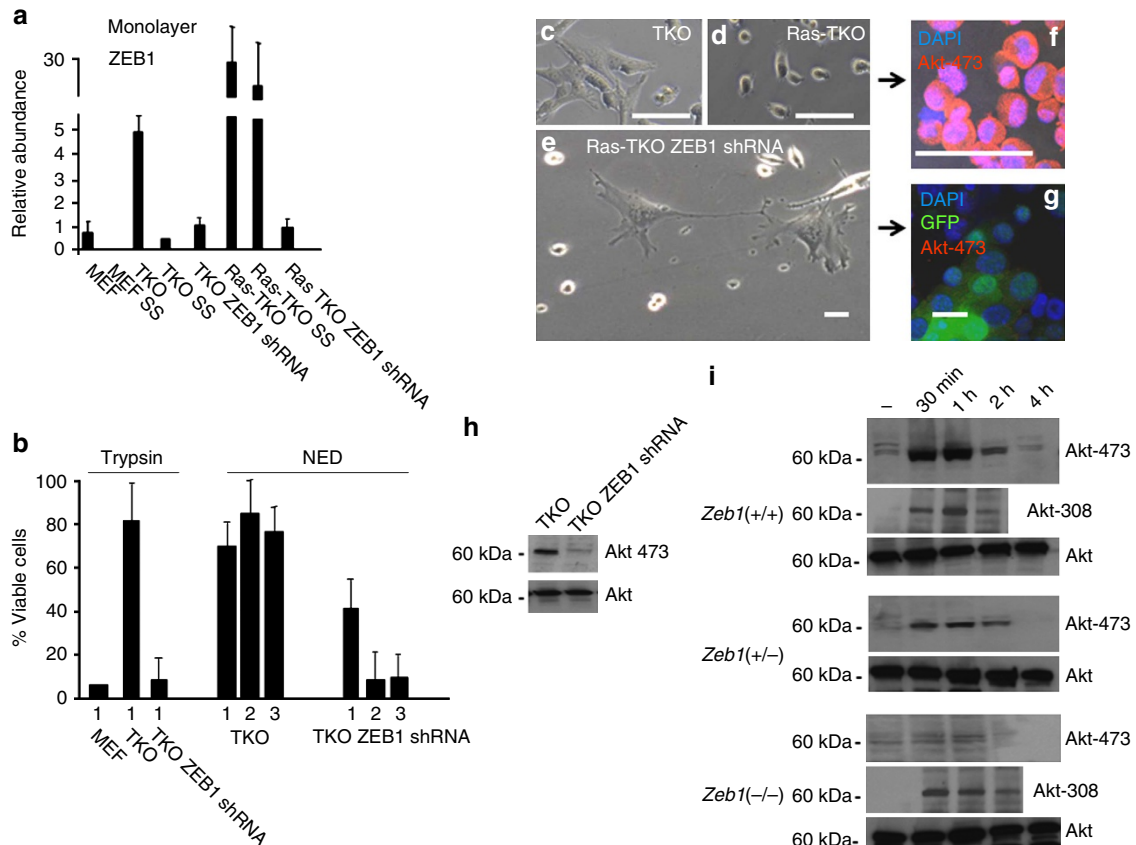 a
Monolayer
ZEB1
Relative abundance
30
5
4
3
2
1
0
MEF
MEF SS
TKO
TKO SS
TKO ZEB1 shRNA
Ras-TKO
Ras-TKO SS
Ras TKO ZEB1 shRNA
b
Trypsin
NED
% Viable cells
100
80
60
40
20
0
1 1 1 1 2 3 1 2 3
MEF
TKO
TKO ZEB1 shRNA
TKO
TKO ZEB1 shRNA
c
TKO
d
Ras-TKO
e
Ras-TKO ZEB1 shRNA
f
DAPI
Akt-473
g
DAPI
GFP
Akt-473
h
TKO
TKO ZEB1 shRNA
60 kDa - Akt 473
60 kDa - Akt
i
– 30 min 1 h 2 h 4 h
60 kDa - Akt-473
Zeb1(+/+) 60 kDa - Akt-308
60 kDa - Akt
60 kDa - Akt-473
Zeb1(+/–)
60 kDa - Akt
60 kDa - Akt-473
Zeb1(–/–) 60 kDa - Akt-308
60 kDa - Akt